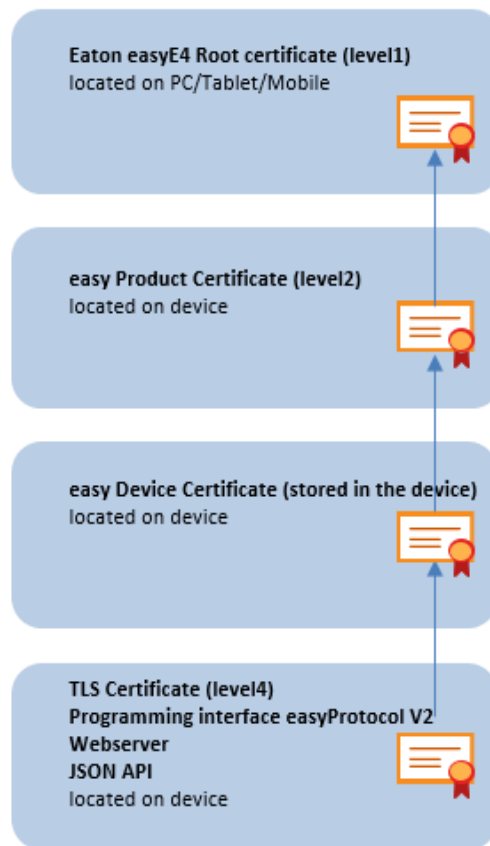 Eaton easyE4 Root certificate (level1)
located on PC/Tablet/Mobile
easy Product Certificate (level2)
located on device
easy Device Certificate (stored in the device)
located on device
TLS Certificate (level4)
Programming interface easyProtocol V2
Webserver
JSON API
located on device